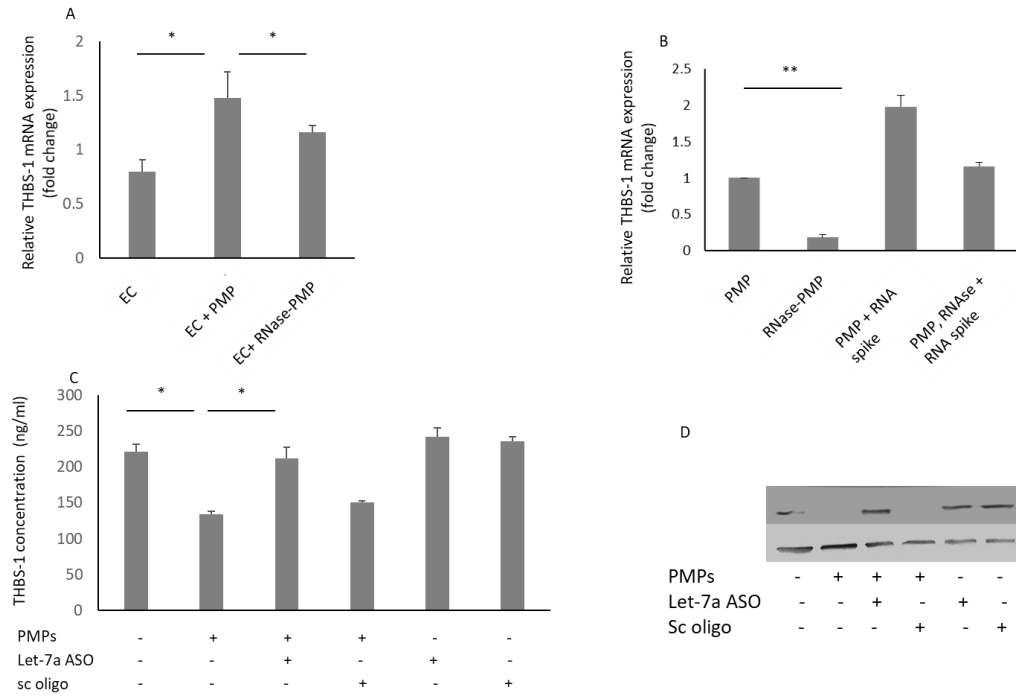 A
Relative THBS-1 mRNA expression
(fold change)
2
1.5
1
0.5
0
*
*
EC
EC + PMP
EC+ RNase-PMP
B
Relative THBS-1 mRNA expression
(fold change)
2.5
2
1.5
1
0.5
0
**
PMP
RNase-PMP
PMP + RNA
spike
PMP, RNAse +
RNA spike
C
THBS-1 concentration (ng/ml)
300
250
200
150
100
50
0
*
*
PMPs - + + + - -
Let-7a ASO - - + - + -
sc oligo - - - + - +
D
PMPs - + + + - -
Let-7a ASO - - + - + -
Sc oligo - - - + - +